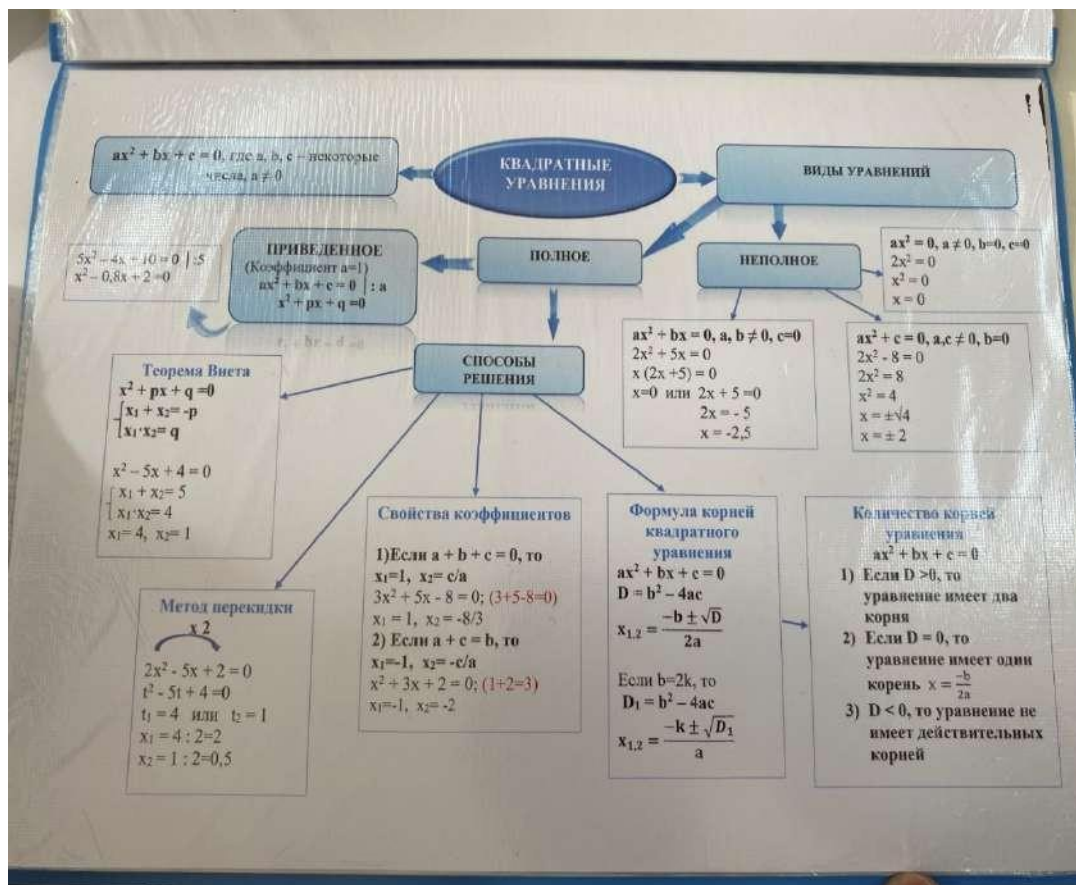 КВАДРАТНЫЕ
УРАВНЕНИЯ
ax² + bx + c = 0, где a, b, c – некоторые
числа, a ≠ 0
ВИДЫ УРАВНЕНИЙ
ПОЛНОЕ
НЕПОЛНОЕ
ПРИВЕДЕННОЕ
(Коэффициент a=1)
ax² + bx + c = 0 | : a
x² + px + q =0
5x² – 4x + 10 = 0 | :5
x² – 0,8x + 2 =0
ax² = 0, a ≠ 0, b=0, c=0
2x² = 0
x² = 0
x = 0
ax² + bx = 0, a, b ≠ 0, c=0
2x² + 5x = 0
x (2x +5) = 0
x=0 или 2x + 5 =0
2x = - 5
x = -2,5
ax² + c = 0, a,c ≠ 0, b=0
2x² - 8 = 0
2x² = 8
x² = 4
x = ±√4
x = ± 2
СПОСОБЫ
РЕШЕНИЯ
Теорема Виета
x² + px + q =0
x₁ + x₂= -p
x₁·x₂= q
x² – 5x + 4 = 0
x₁ + x₂= 5
x₁·x₂= 4
x₁= 4, x₂= 1
Метод перекидки
x 2
2x² - 5x + 2 = 0
t² - 5t + 4 =0
t₁ = 4 или t₂ = 1
x₁ = 4 : 2=2
x₂ = 1 : 2=0,5
Свойства коэффициентов
1)Если a + b + c = 0, то
x₁=1, x₂= c/a
3x² + 5x - 8 = 0; (3+5-8=0)
x₁ = 1, x₂ = -8/3
2) Если a + c = b, то
x₁=-1, x₂= -c/a
x² + 3x + 2 = 0; (1+2=3)
x₁=-1, x₂= -2
Формула корней
квадратного
уравнения
ax² + bx + c = 0
D = b² – 4ac
x₁,₂ = (-b ± √D)/2a
Если b=2k, то
D₁ = b² – 4ac
x₁,₂ = (-k ± √D₁)/a
Количество корней
уравнения
ax² + bx + c = 0
1) Если D >0, то
уравнение имеет два
корня
2) Если D = 0, то
уравнение имеет один
корень x = -b/2a
3) D < 0, то уравнение не
имеет действительных
корней